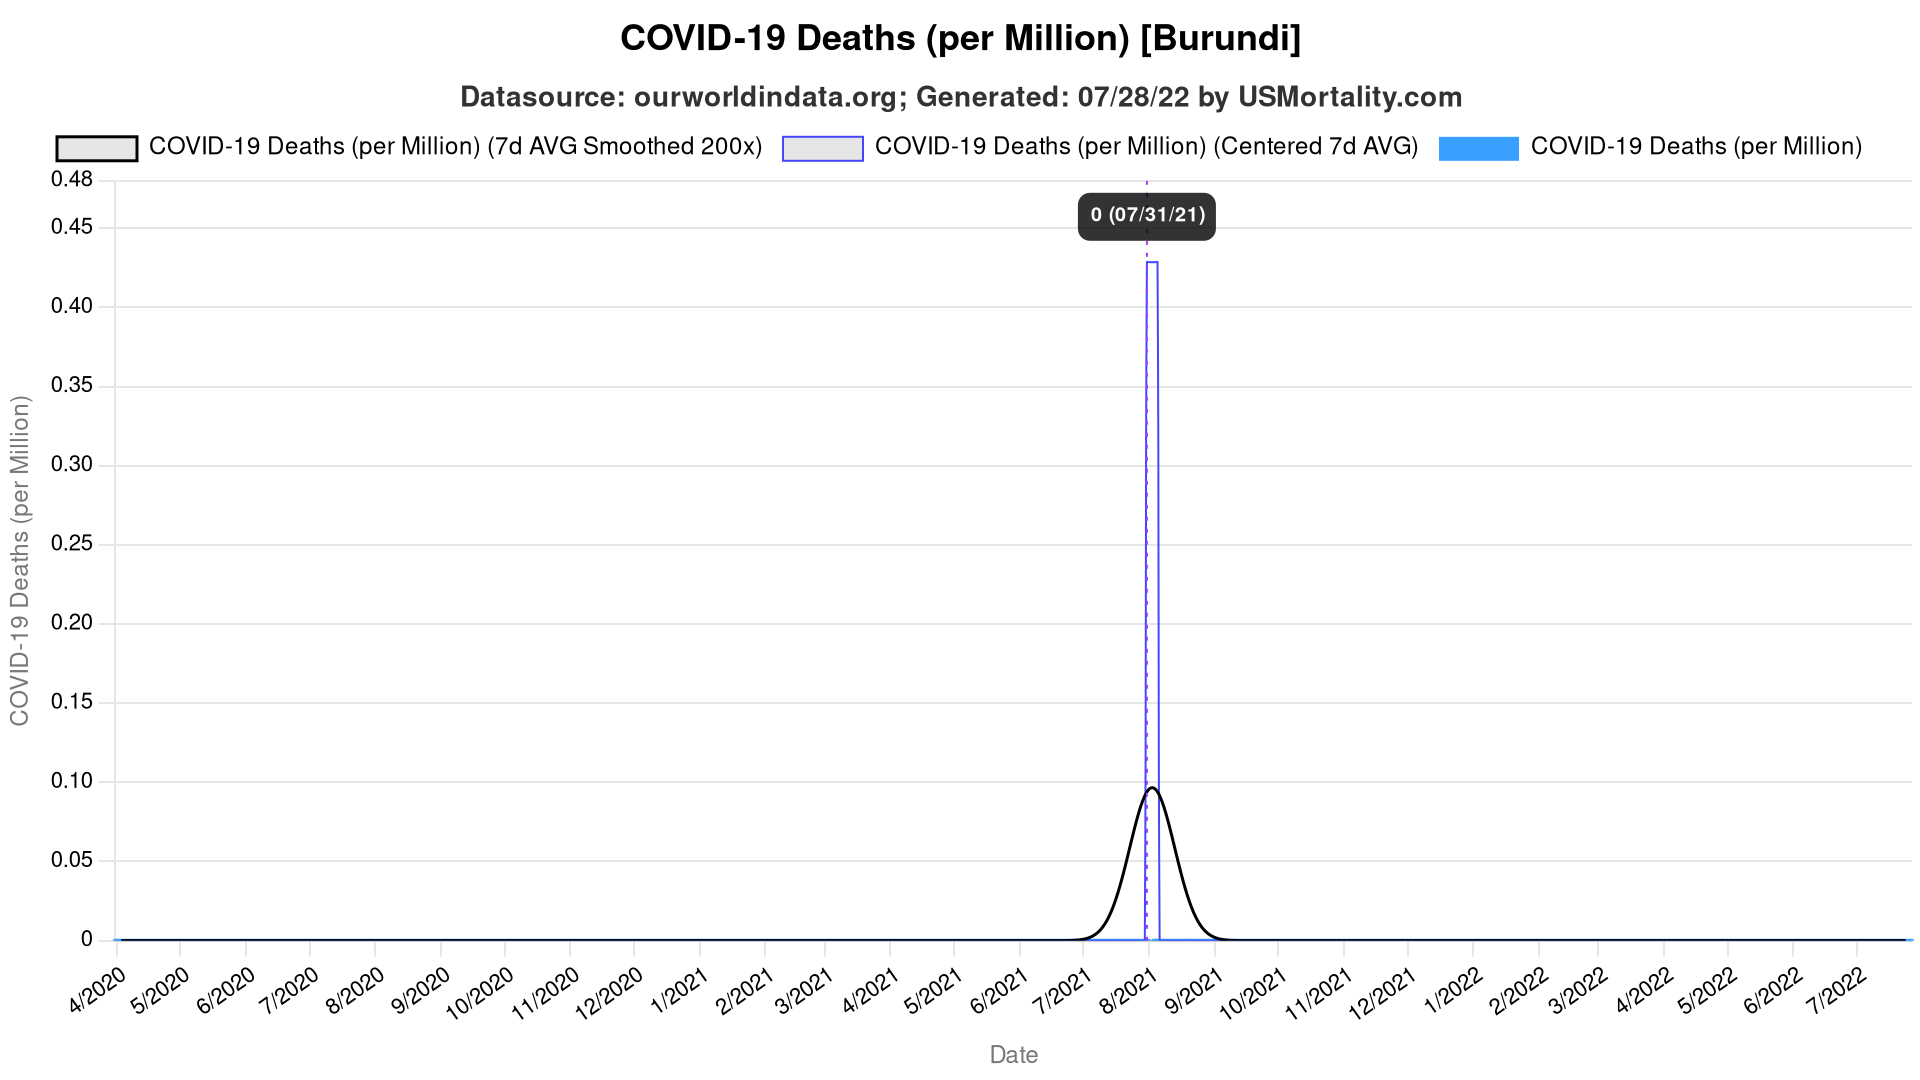 COVID-19 Deaths (per Million) [Burundi]
Datasource: ourworldindata.org; Generated: 07/28/22 by USMortality.com
COVID-19 Deaths (per Million) (7d AVG Smoothed 200x) COVID-19 Deaths (per Million) (Centered 7d AVG) COVID-19 Deaths (per Million)
0.48
0 (07/31/21)
0.45
0.40
0.35
0.30
0.25
0.20
0.15
0.10
0.05
0
COVID-19 Deaths (per Million)
4/2020 5/2020 6/2020 7/2020 8/2020 9/2020 10/2020 11/2020 12/2020 1/2021 2/2021 3/2021 4/2021 5/2021 6/2021 7/2021 8/2021 9/2021 10/2021 11/2021 12/2021 1/2022 2/2022 3/2022 4/2022 5/2022 6/2022 7/2022
Date